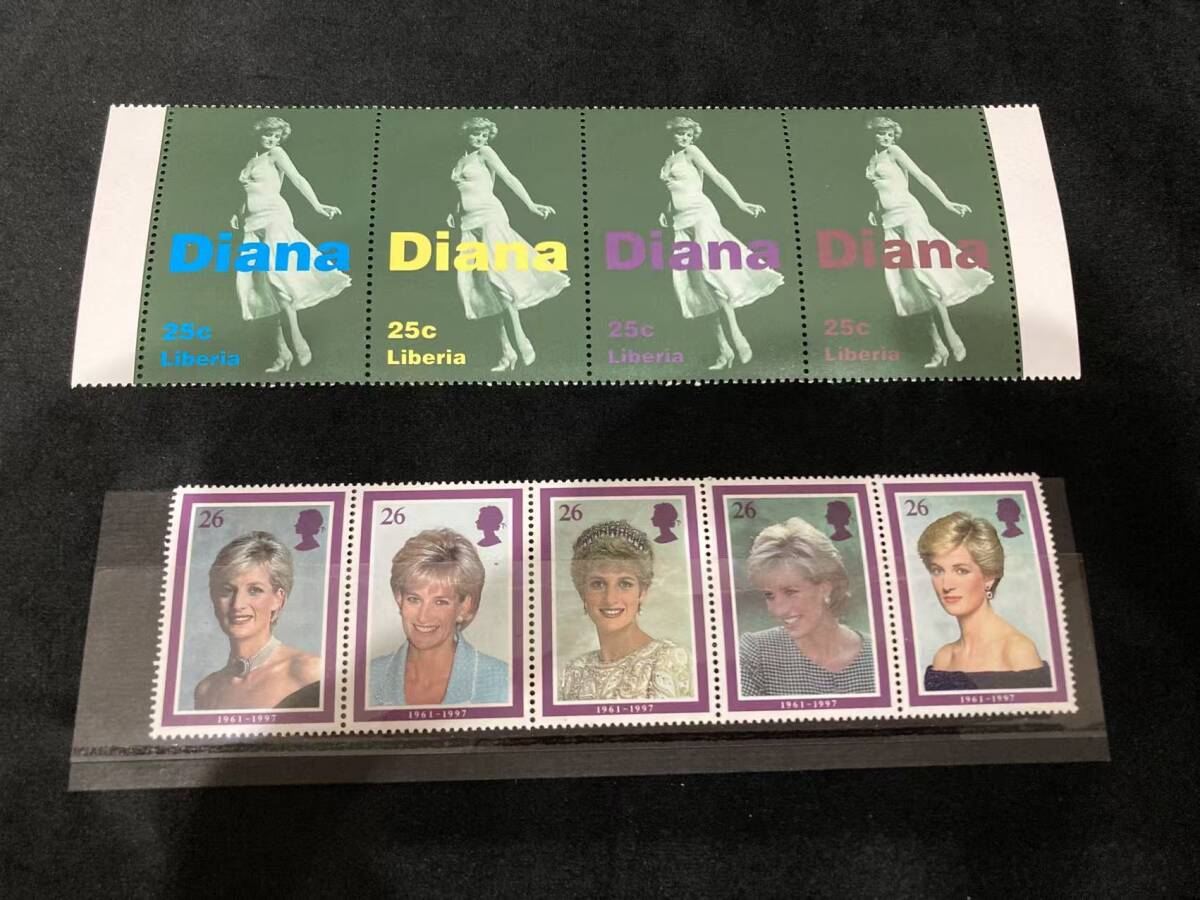 Diana Diana Diana Diana
25c 25c 25c 25c
Liberia Liberia Liberia Liberia
26 26 26 26 26
1961-1997 1961-1997 1961-1997 1961-1997 1961-1997